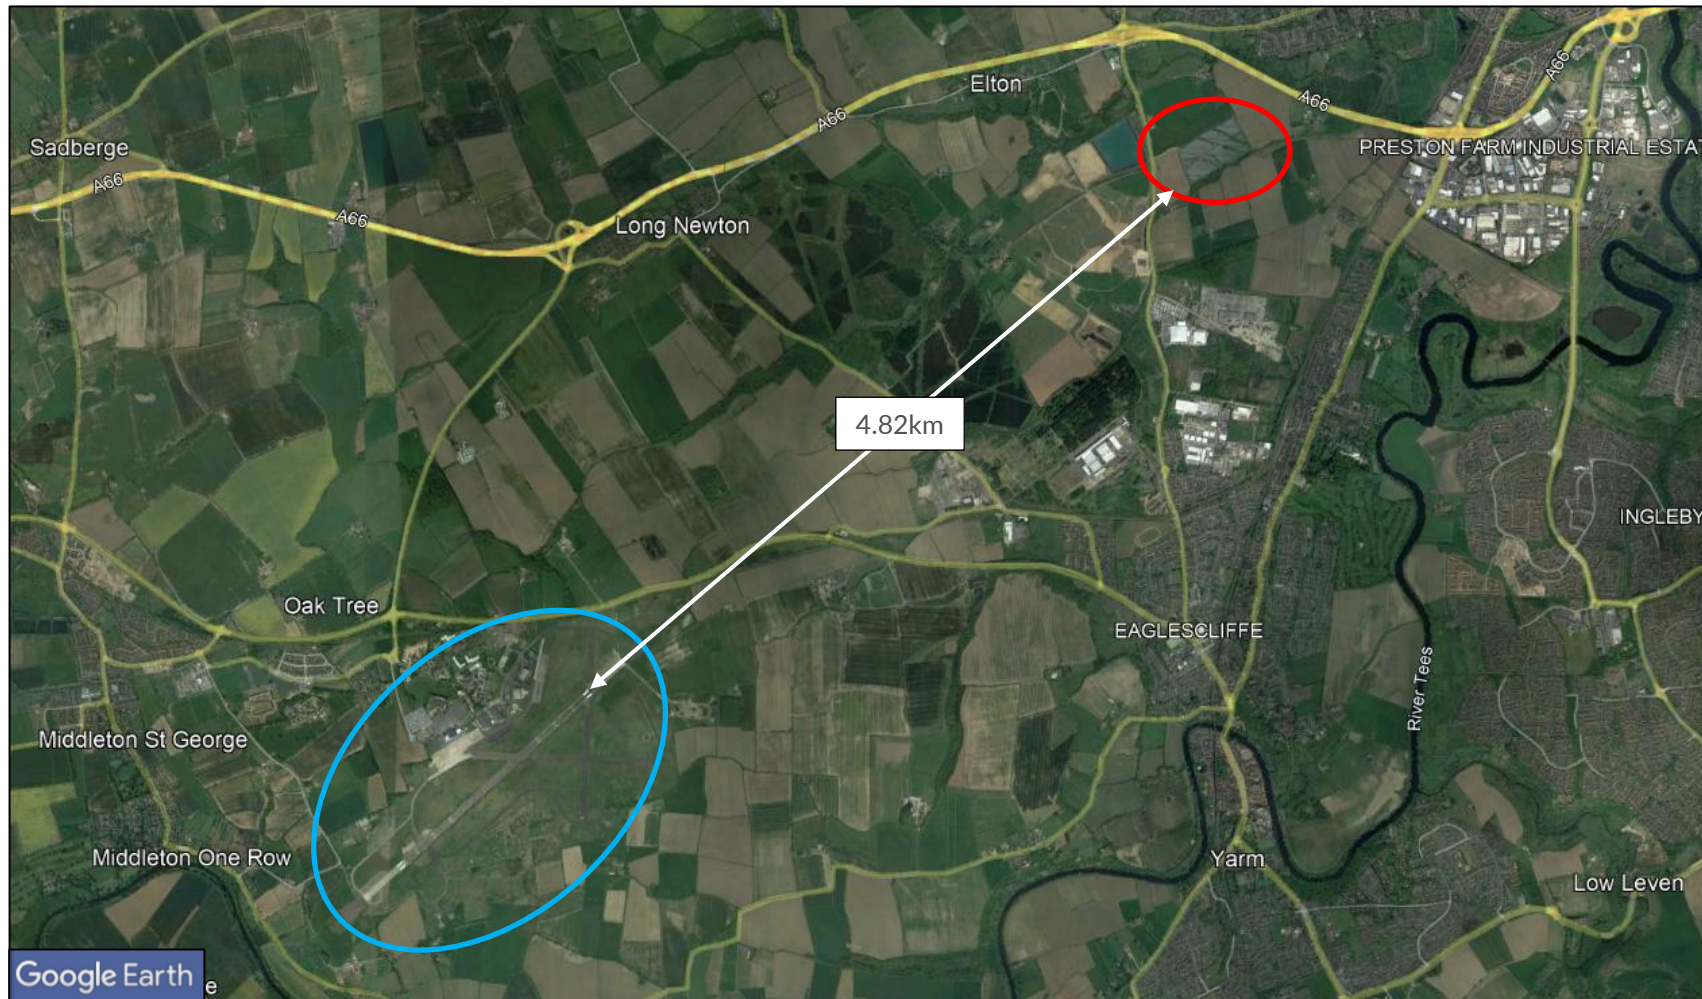 Elton
A66
A66
A66
Sadberge
PRESTON FARM INDUSTRIAL ESTAT
A66
A66
Long Newton
4.82km
INGLEBY
Oak Tree
EAGLESCLIFFE
River Tees
Middleton St George
Middleton One Row
Yarm
Low Leven
Google Earth
e